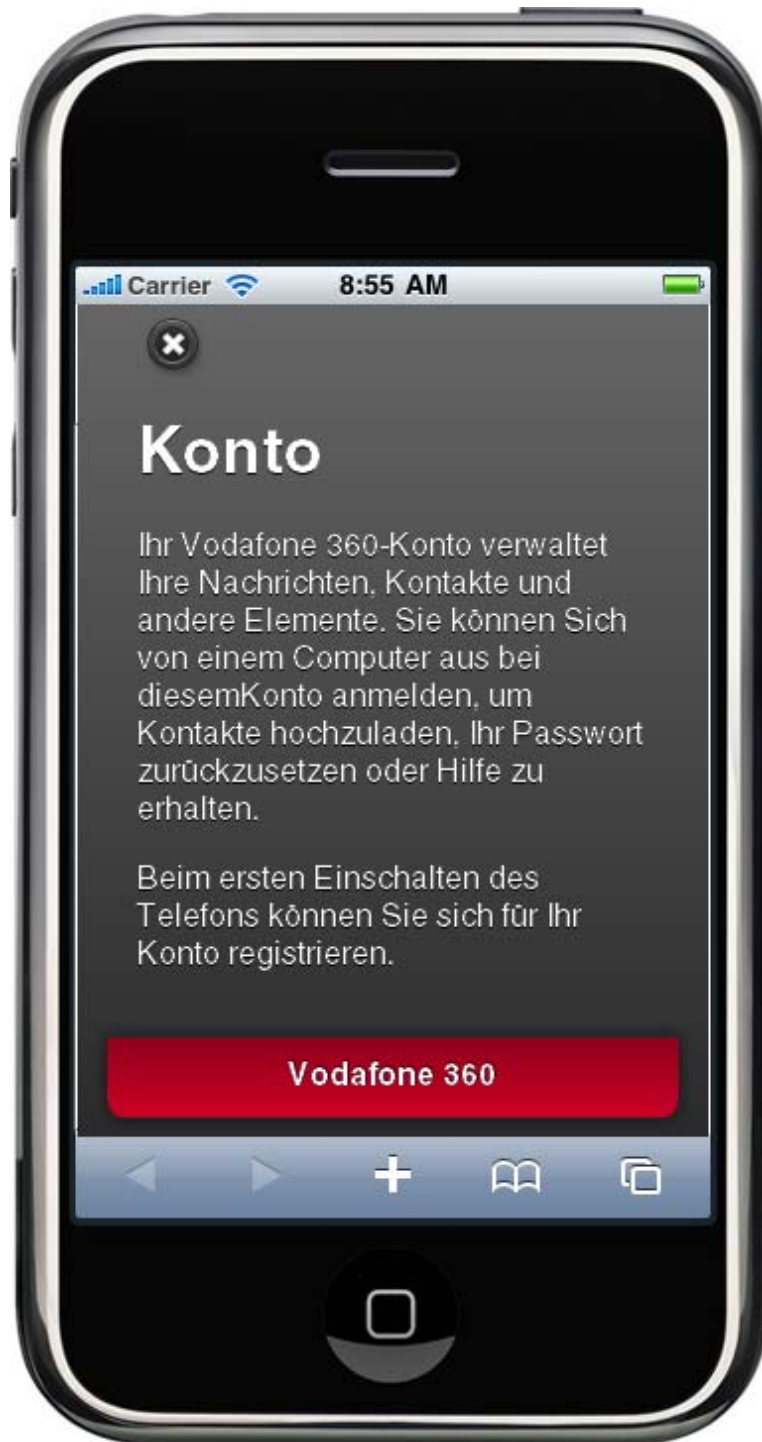 Carrier 8:55 AM
Konto
Ihr Vodafone 360-Konto verwaltet
Ihre Nachrichten, Kontakte und
andere Elemente. Sie können Sich
von einem Computer aus bei
diesemKonto anmelden, um
Kontakte hochzuladen, Ihr Passwort
zurückzusetzen oder Hilfe zu
erhalten.
Beim ersten Einschalten des
Telefons können Sie sich für Ihr
Konto registrieren.
Vodafone 360